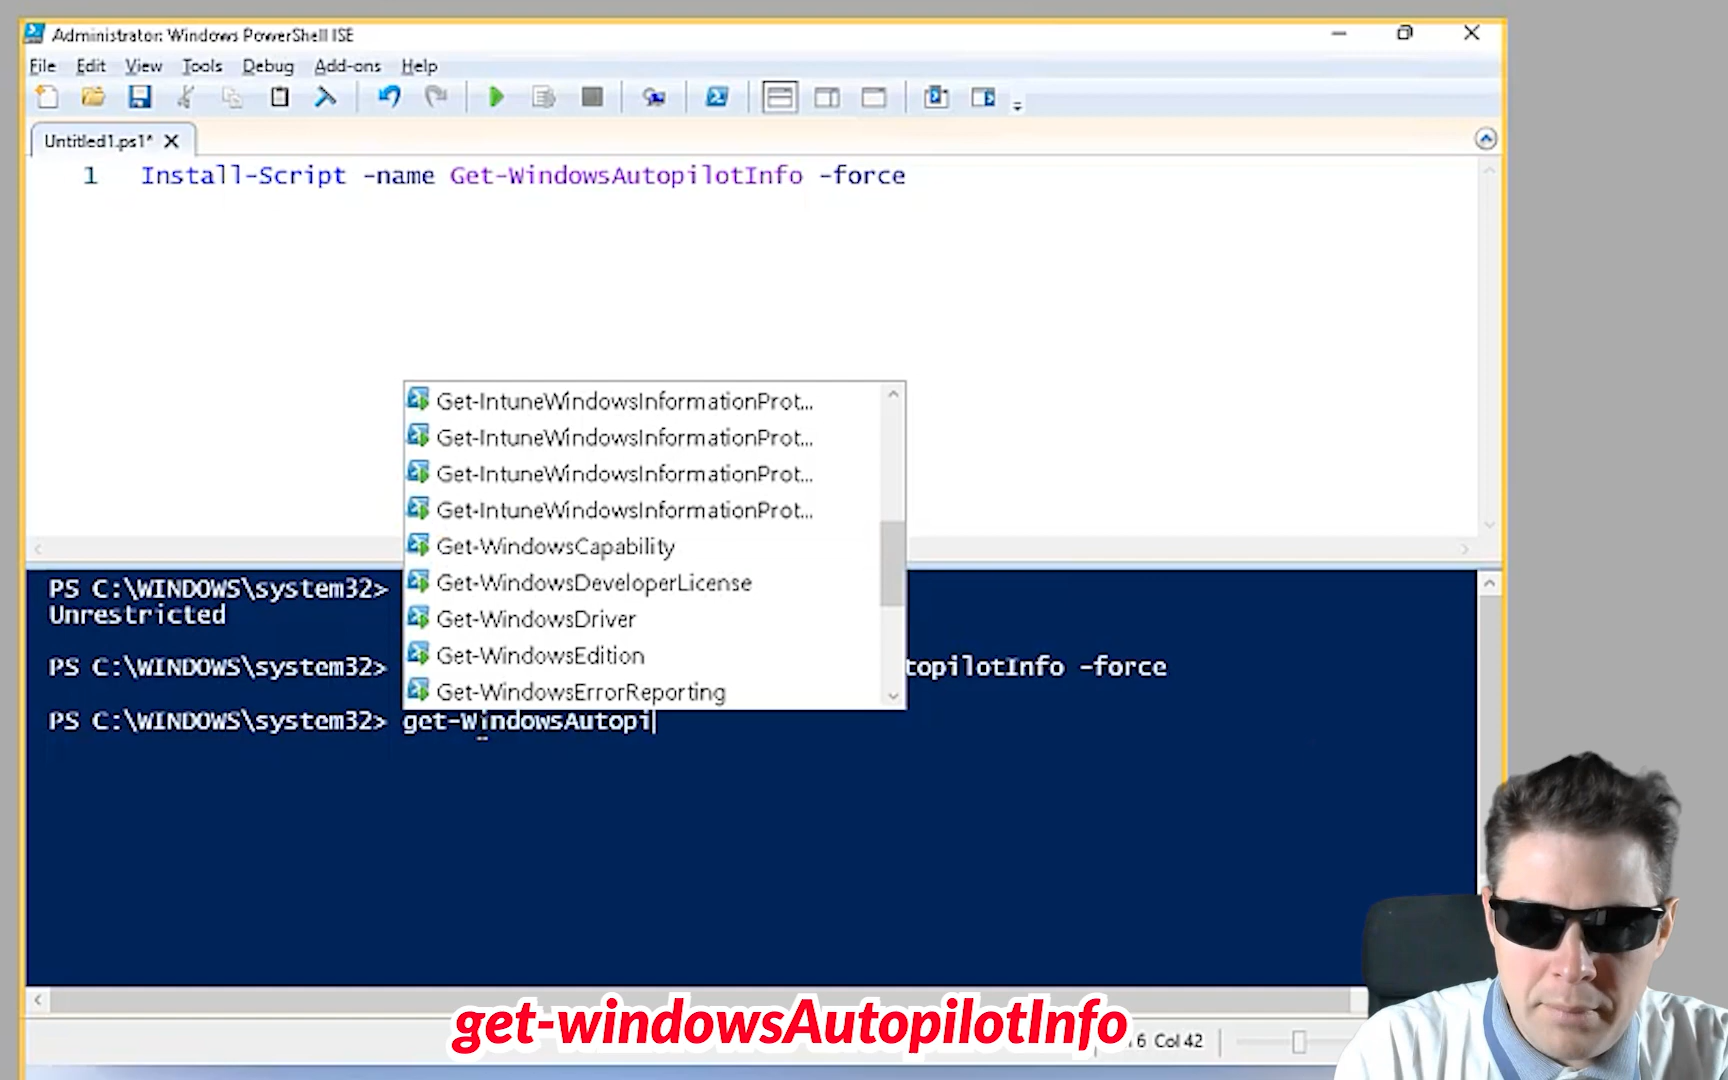 Administrator: Windows PowerShell ISE
File Edit View Tools Debug Add-ons Help
Untitled1.ps1* X
1 Install-Script -name Get-WindowsAutopilotInfo -force
Get-IntuneWindowsInformationProt...
Get-IntuneWindowsInformationProt...
Get-IntuneWindowsInformationProt...
Get-IntuneWindowsInformationProt...
Get-WindowsCapability
Get-WindowsDeveloperLicense
Get-WindowsDriver
Get-WindowsEdition
Get-WindowsErrorReporting
PS C:\WINDOWS\system32>
Unrestricted
PS C:\WINDOWS\system32> topilotInfo -force
PS C:\WINDOWS\system32> get-WindowsAutopi
get-windowsAutopilotInfo
6 Col 42